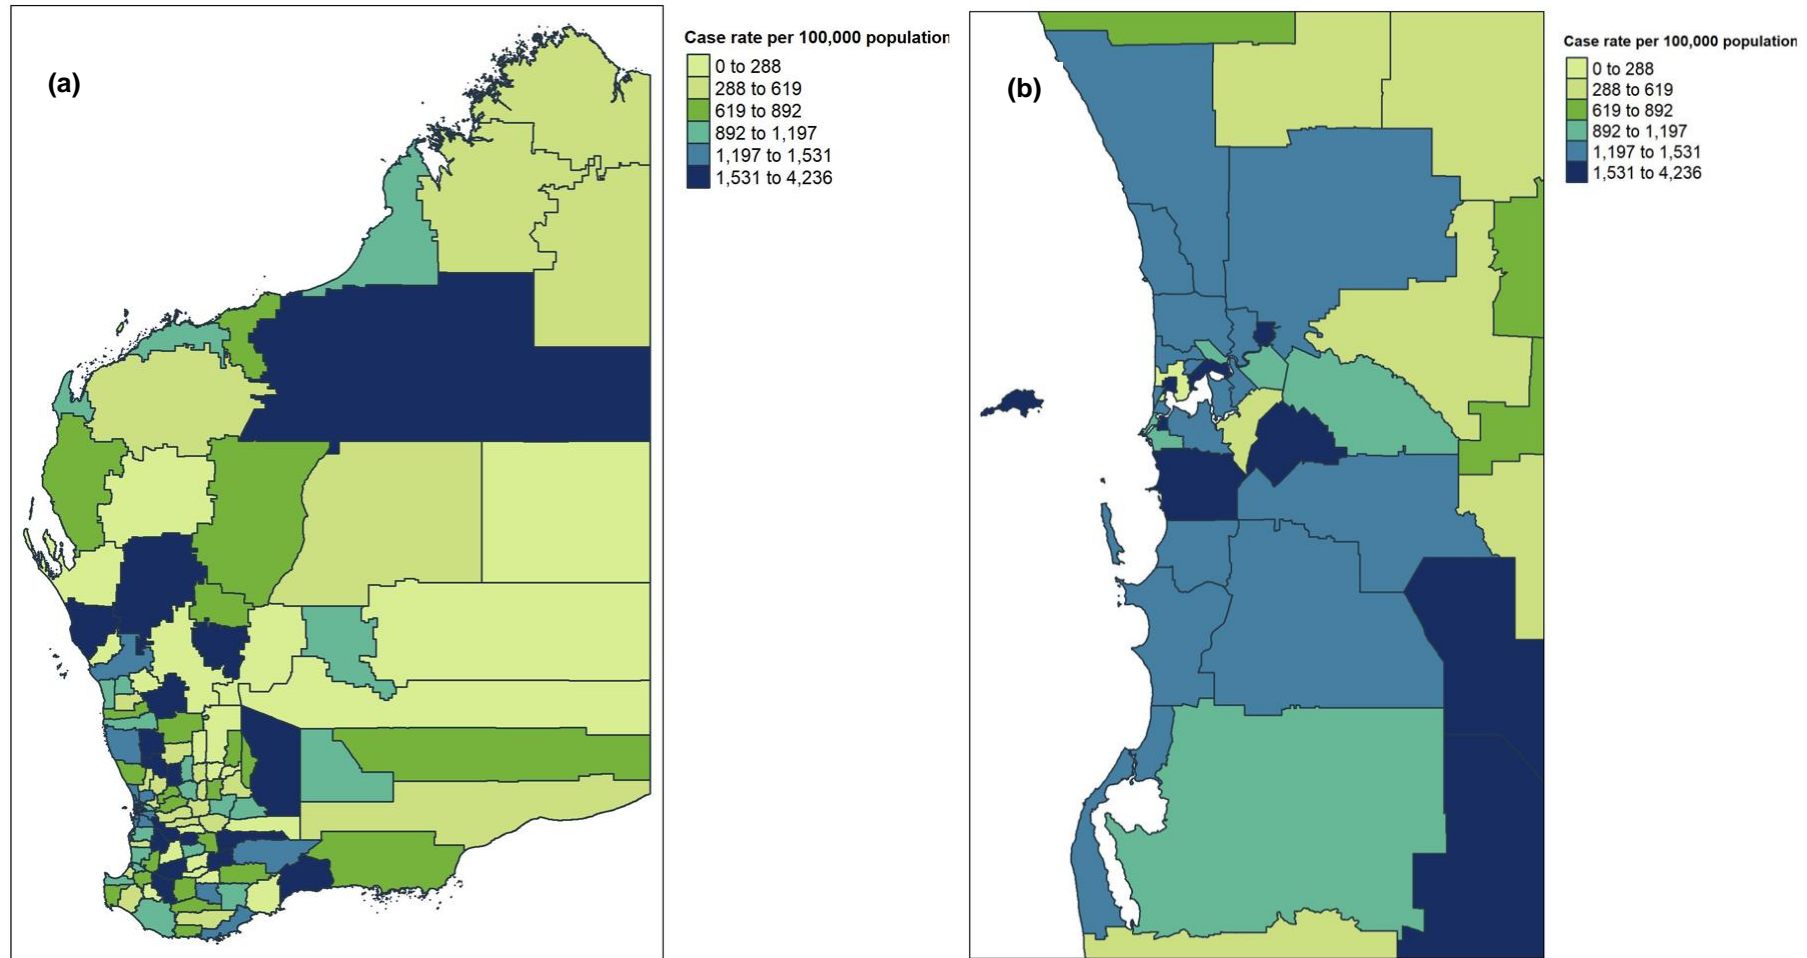 (a)
Case rate per 100,000 population
0 to 288
288 to 619
619 to 892
892 to 1,197
1,197 to 1,531
1,531 to 4,236
(b)
Case rate per 100,000 population
0 to 288
288 to 619
619 to 892
892 to 1,197
1,197 to 1,531
1,531 to 4,236